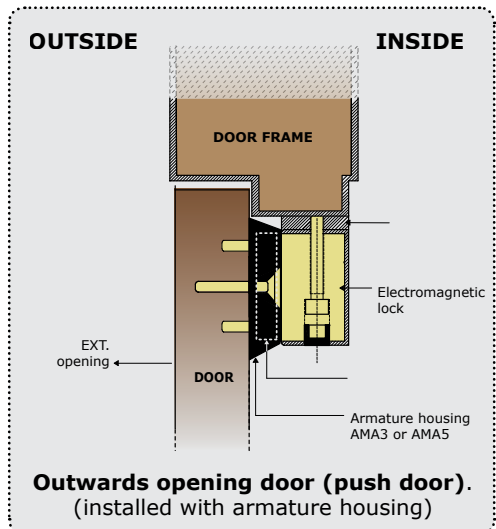 OUTSIDE INSIDE
DOOR FRAME
Electromagnetic
lock
EXT.
opening
DOOR
Armature housing
AMA3 or AMA5
Outwards opening door (push door).
(installed with armature housing)